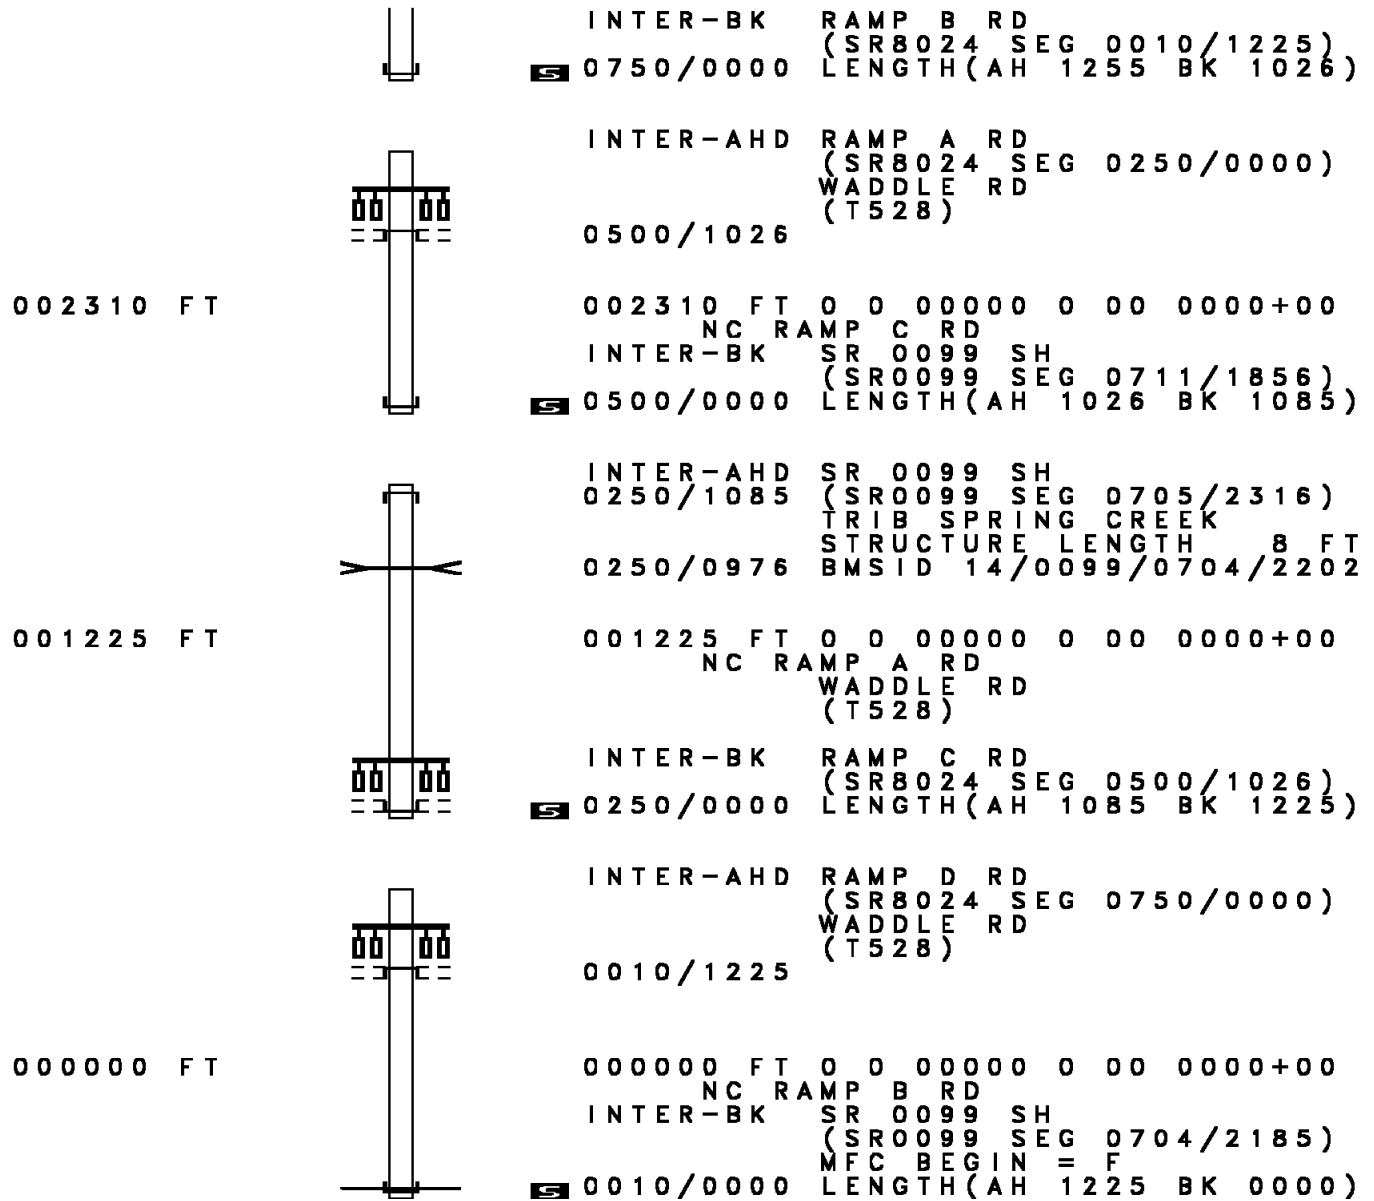 INTER-BK RAMP B RD
(SR8024 SEG 0010/1225)
S 0750/0000 LENGTH(AH 1255 BK 1026)
INTER-AHD RAMP A RD
(SR8024 SEG 0250/0000)
WADDLE RD
(T528)
0500/1026
002310 FT 002310 FT 0 0 00000 0 00 0000+00
NC RAMP C RD
INTER-BK SR 0099 SH
(SR0099 SEG 0711/1856)
S 0500/0000 LENGTH(AH 1026 BK 1085)
INTER-AHD SR 0099 SH
0250/1085 (SR0099 SEG 0705/2316)
TRIB SPRING CREEK
STRUCTURE LENGTH 8 FT
0250/0976 BMSID 14/0099/0704/2202
001225 FT 001225 FT 0 0 00000 0 00 0000+00
NC RAMP A RD
WADDLE RD
(T528)
INTER-BK RAMP C RD
(SR8024 SEG 0500/1026)
S 0250/0000 LENGTH(AH 1085 BK 1225)
INTER-AHD RAMP D RD
(SR8024 SEG 0750/0000)
WADDLE RD
(T528)
0010/1225
000000 FT 000000 FT 0 0 00000 0 00 0000+00
NC RAMP B RD
INTER-BK SR 0099 SH
(SR0099 SEG 0704/2185)
MFC BEGIN = F
S 0010/0000 LENGTH(AH 1225 BK 0000)